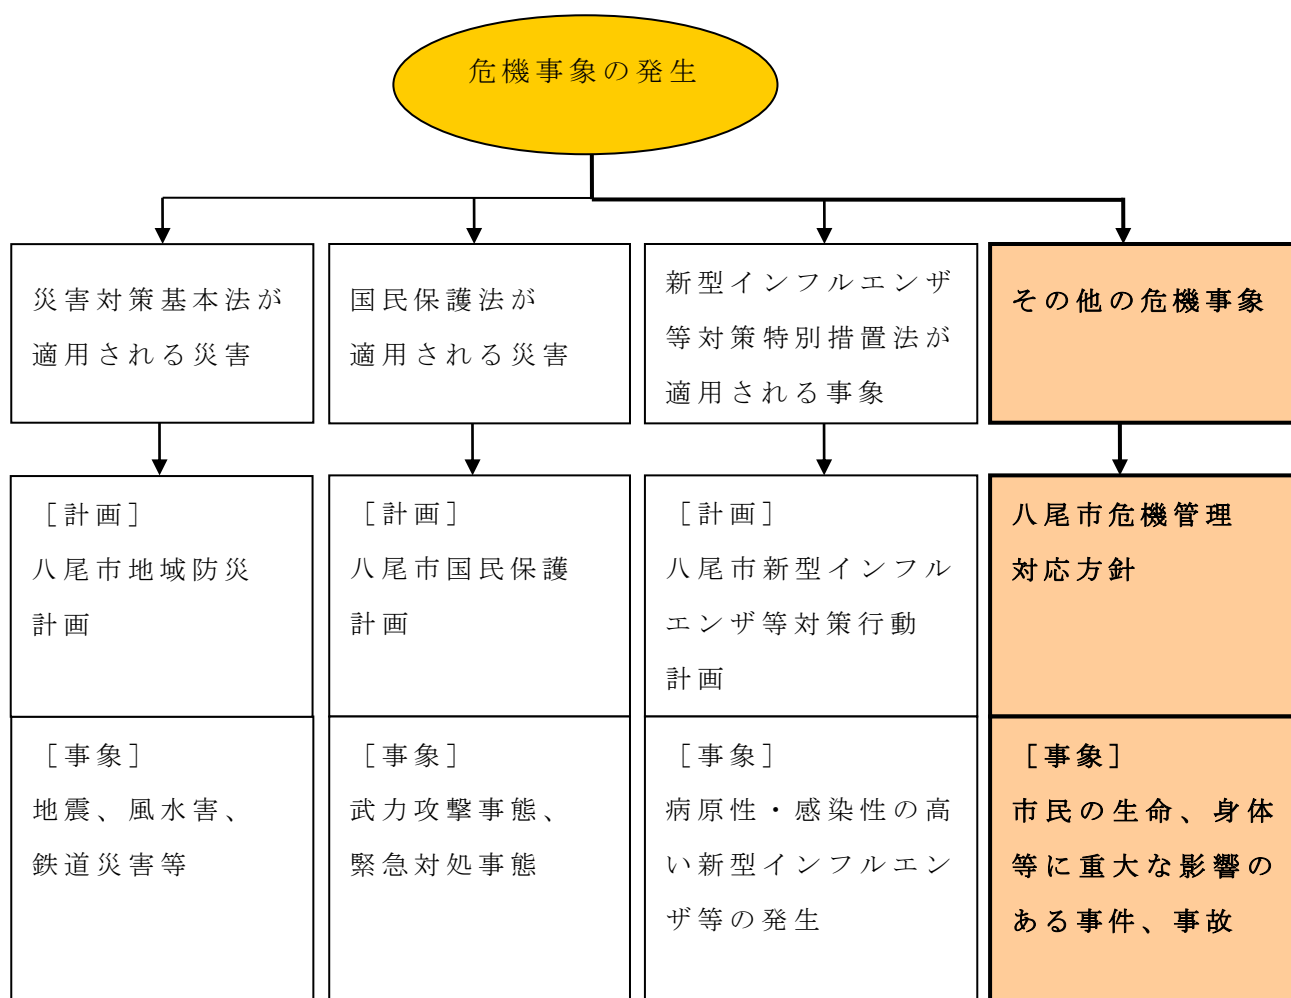 危機事象の発生
災害対策基本法が
適用される災害
国民保護法が
適用される災害
新型インフルエンザ
等対策特別措置法が
適用される事象
その他の危機事象
［計画］
八尾市地域防災
計画
［計画］
八尾市国民保護
計画
［計画］
八尾市新型インフル
エンザ等対策行動
計画
八尾市危機管理
対応方針
［事象］
地震、風水害、
鉄道災害等
［事象］
武力攻撃事態、
緊急対処事態
［事象］
病原性・感染性の高
い新型インフルエン
ザ等の発生
［事象］
市民の生命、身体
等に重大な影響の
ある事件、事故